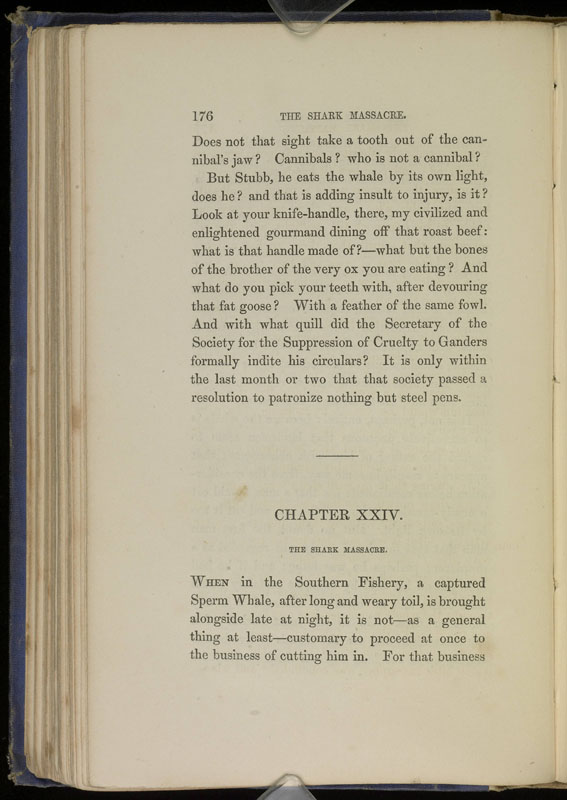 176 THE SHARK MASSACRE.
Does not that sight take a tooth out of the can-
nibal's jaw? Cannibals? who is not a cannibal?
But Stubb, he eats the whale by its own light,
does he? and that is adding insult to injury, is it?
Look at your knife-handle, there, my civilized and
enlightened gourmand dining off that roast beef:
what is that handle made of?—what but the bones
of the brother of the very ox you are eating? And
what do you pick your teeth with, after devouring
that fat goose? With a feather of the same fowl.
And with what quill did the Secretary of the
Society for the Suppression of Cruelty to Ganders
formally indite his circulars? It is only within
the last month or two that that society passed a
resolution to patronize nothing but steel pens.
CHAPTER XXIV.
THE SHARK MASSACRE.
WHEN in the Southern Fishery, a captured
Sperm Whale, after long and weary toil, is brought
alongside late at night, it is not—as a general
thing at least—customary to proceed at once to
the business of cutting him in. For that business